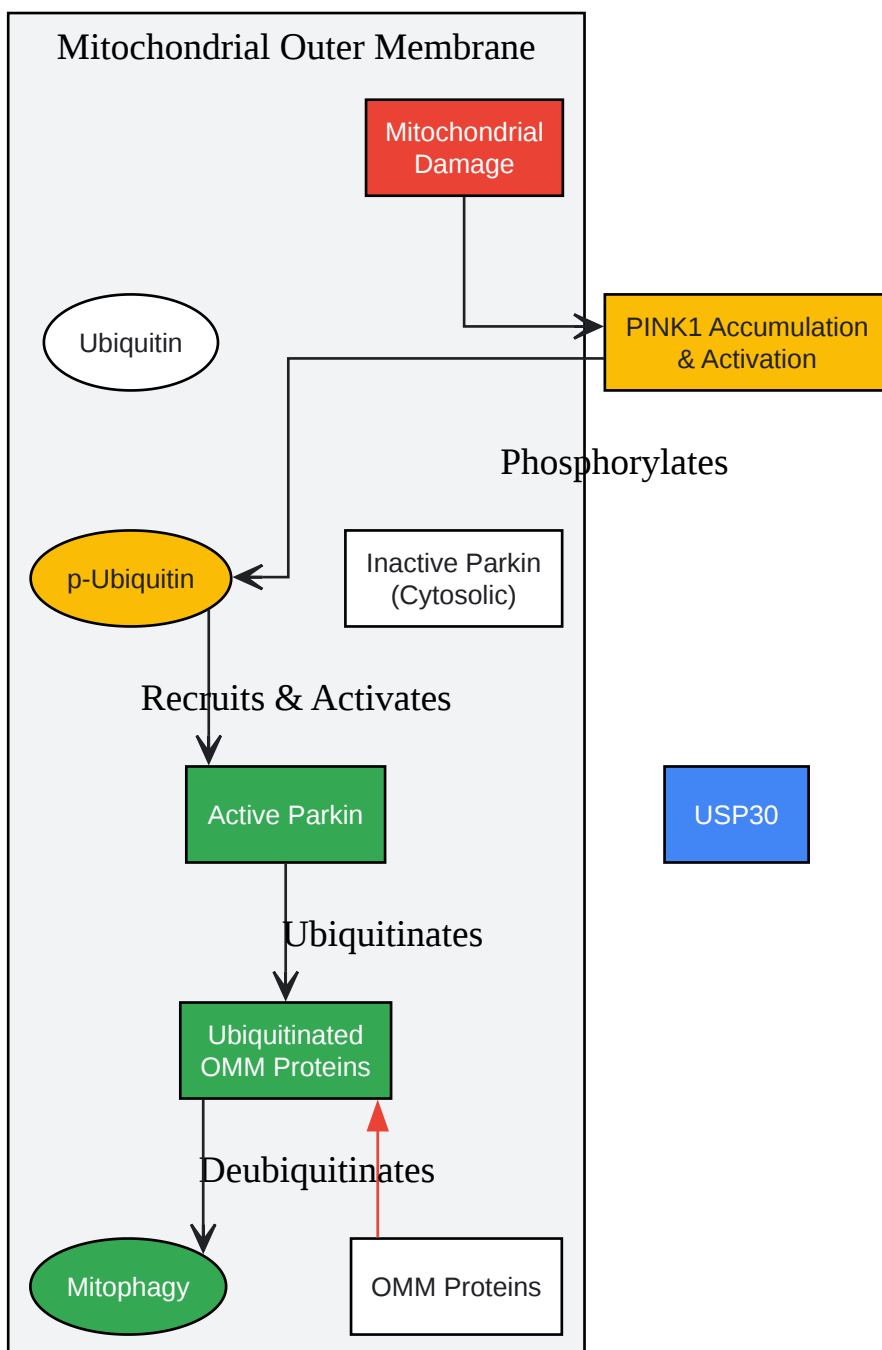 Mitochondrial Outer Membrane
Mitochondrial
Damage
Ubiquitin
PINK1 Accumulation
& Activation
Phosphorylates
p-Ubiquitin
Inactive Parkin
(Cytosolic)
Recruits & Activates
Active Parkin
USP30
Ubiquitinates
Ubiquitinated
OMM Proteins
Deubiquitinates
Mitophagy
OMM Proteins